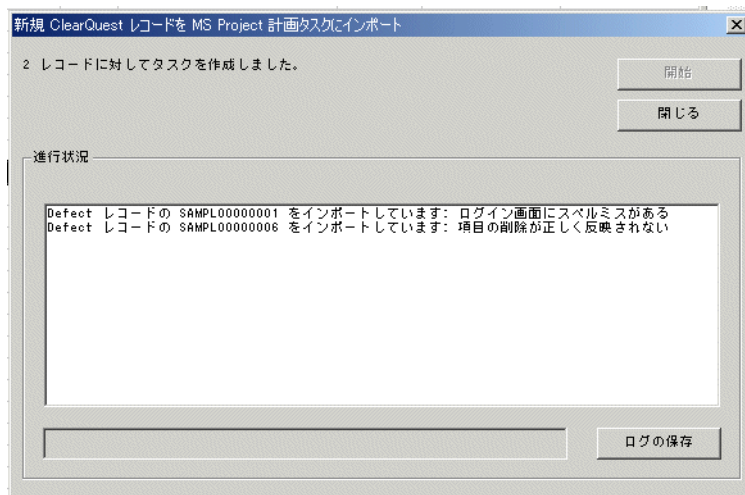 新規 ClearQuest レコードを MS Project 計画タスクにインポート
2 レコードに対してタスクを作成しました。
開始
閉じる
進行状況
Defect レコードの SAMPL00000001 をインポートしています: ログイン画面にスペルミスがある
Defect レコードの SAMPL00000006 をインポートしています: 項目の削除が正しく反映されない
ログの保存